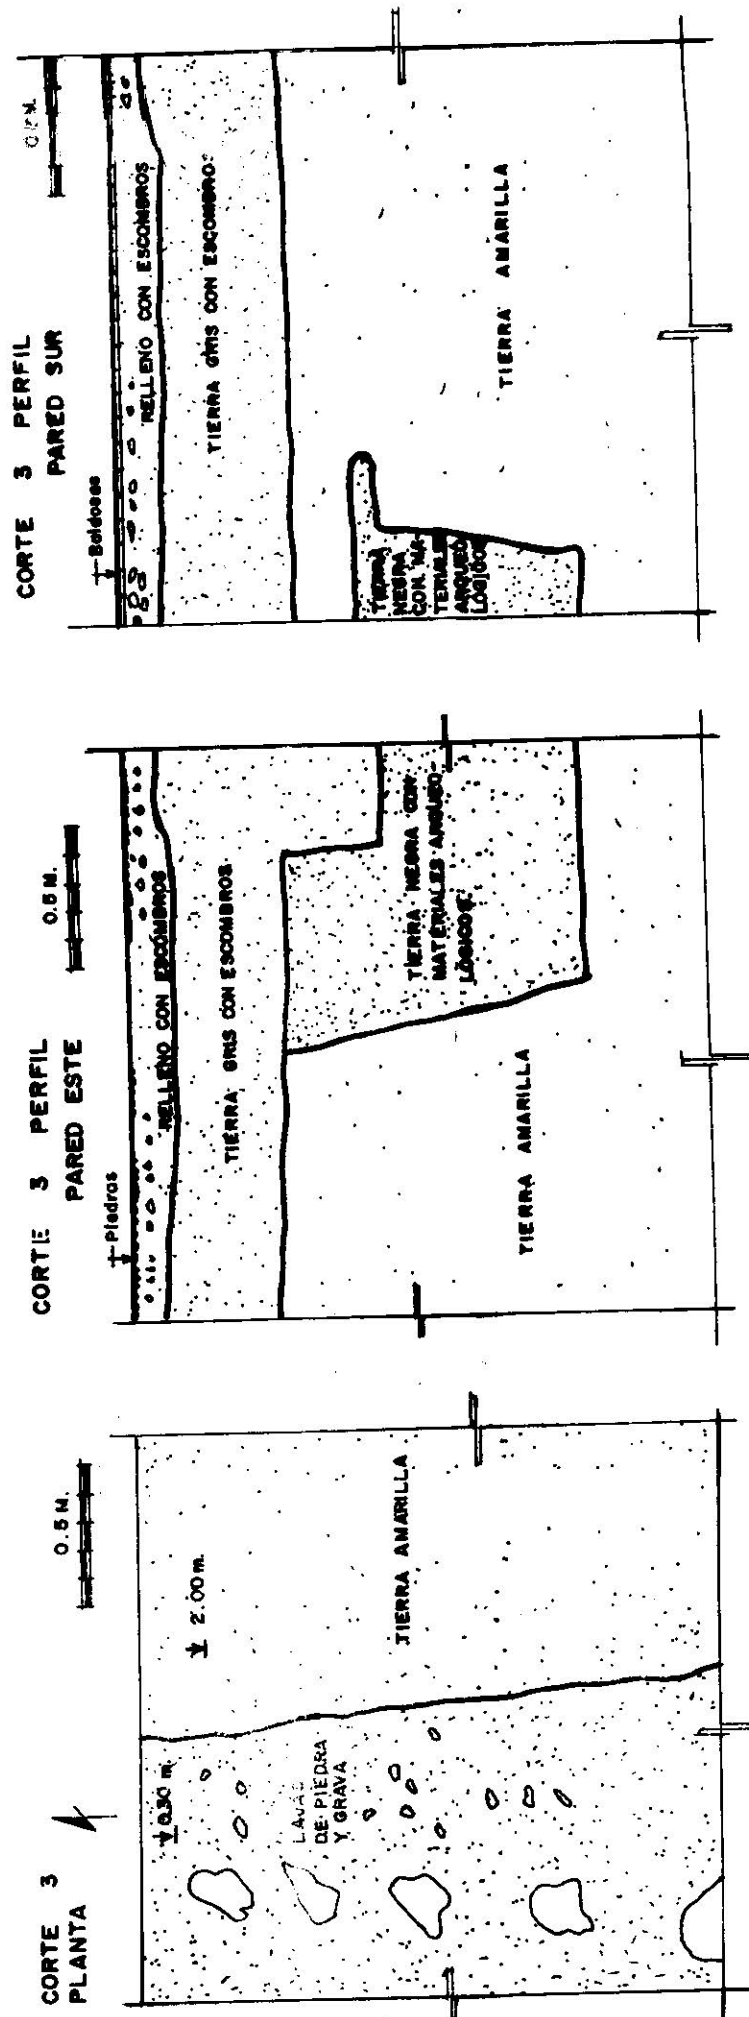 CORTE 3
PLANTA
0.5 M.
0.30 m.
2.00 m.
LAJAS
DE PIEDRA
Y GRAVA
TIERRA AMARILLA
CORTE 3 PERFIL
PARED ESTE
0.5 M.
Piedras
RELLENO CON ESCOMBROS
TIERRA GRIS CON ESCOMBROS
TIERRA NEGRA CON
MATERIALES ARQUEO-
LOGICOS
TIERRA AMARILLA
CORTE 3 PERFIL
PARED SUR
Baldosas
RELLENO CON ESCOMBROS
TIERRA GRIS CON ESCOMBROS
TIERRA
NEGRA
CON MA-
TERIALES
ARQUEO
LOGICOS
TIERRA AMARILLA